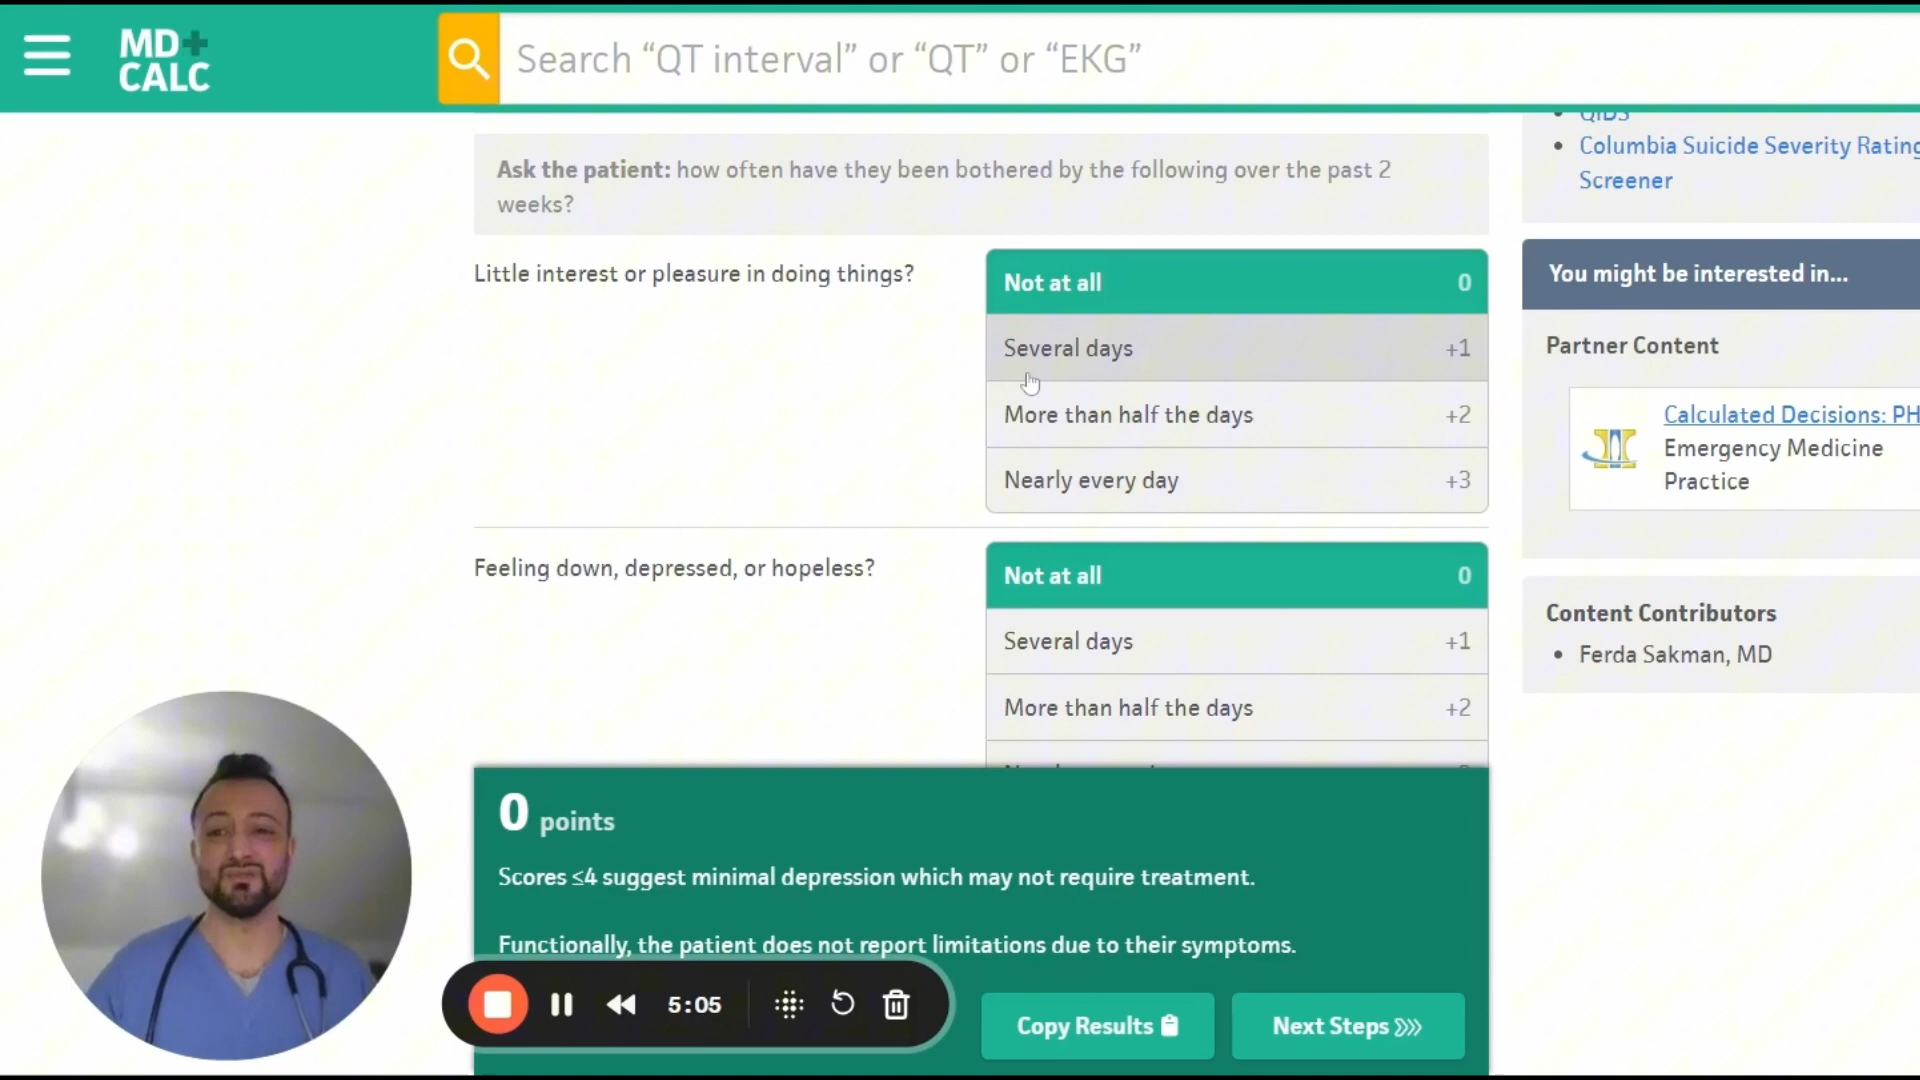 MD+
CALC
Search “QT interval” or “QT” or “EKG”
Ask the patient: how often have they been bothered by the following over the past 2
weeks?
Little interest or pleasure in doing things?
Not at all 0
Several days +1
More than half the days +2
Nearly every day +3
Feeling down, depressed, or hopeless?
Not at all 0
Several days +1
More than half the days +2
0 points
Scores ≤4 suggest minimal depression which may not require treatment.
Functionally, the patient does not report limitations due to their symptoms.
5:05
Copy Results
Next Steps
QIDS
Columbia Suicide Severity Rating
Screener
You might be interested in...
Partner Content
Calculated Decisions: PH
Emergency Medicine
Practice
Content Contributors
Ferda Sakman, MD